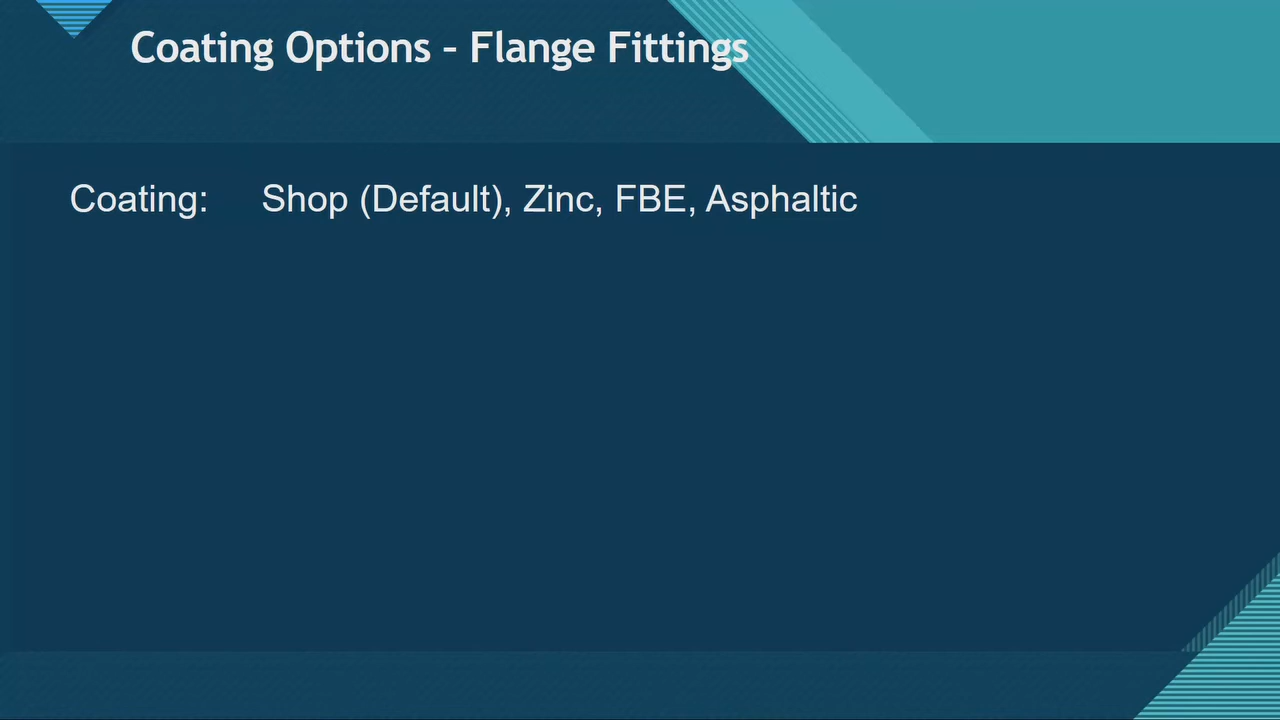 Coating Options – Flange Fittings
Coating: Shop (Default), Zinc, FBE, Asphaltic